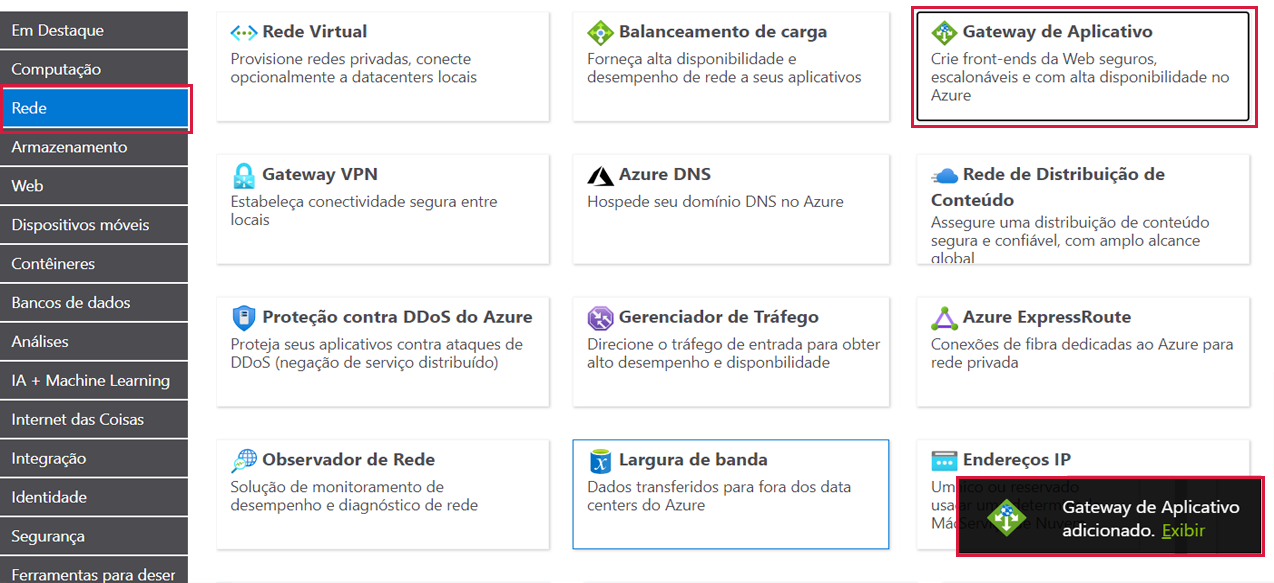 Em Destaque
Computação
Rede
Armazenamento
Web
Dispositivos móveis
Contêineres
Bancos de dados
Análises
IA + Machine Learning
Internet das Coisas
Integração
Identidade
Segurança
Ferramentas para deser
Rede Virtual
Provisione redes privadas, conecte
opcionalmente a datacenters locais
Balanceamento de carga
Forneça alta disponibilidade e
desempenho de rede a seus aplicativos
Gateway de Aplicativo
Crie front-ends da Web seguros,
escalonáveis e com alta disponibilidade no
Azure
Gateway VPN
Estabeleça conectividade segura entre
locais
Azure DNS
Hospede seu domínio DNS no Azure
Rede de Distribuição de
Conteúdo
Assegure uma distribuição de conteúdo
segura e confiável, com amplo alcance
global
Proteção contra DDoS do Azure
Proteja seus aplicativos contra ataques de
DDoS (negação de serviço distribuído)
Gerenciador de Tráfego
Direcione o tráfego de entrada para obter
alto desempenho e disponbilidade
Azure ExpressRoute
Conexões de fibra dedicadas ao Azure para
rede privada
Observador de Rede
Solução de monitoramento de
desempenho e diagnóstico de rede
Largura de banda
Dados transferidos para fora dos data
centers do Azure
Endereços IP
ou reservado
Gateway de Aplicativo
adicionado. Exibir